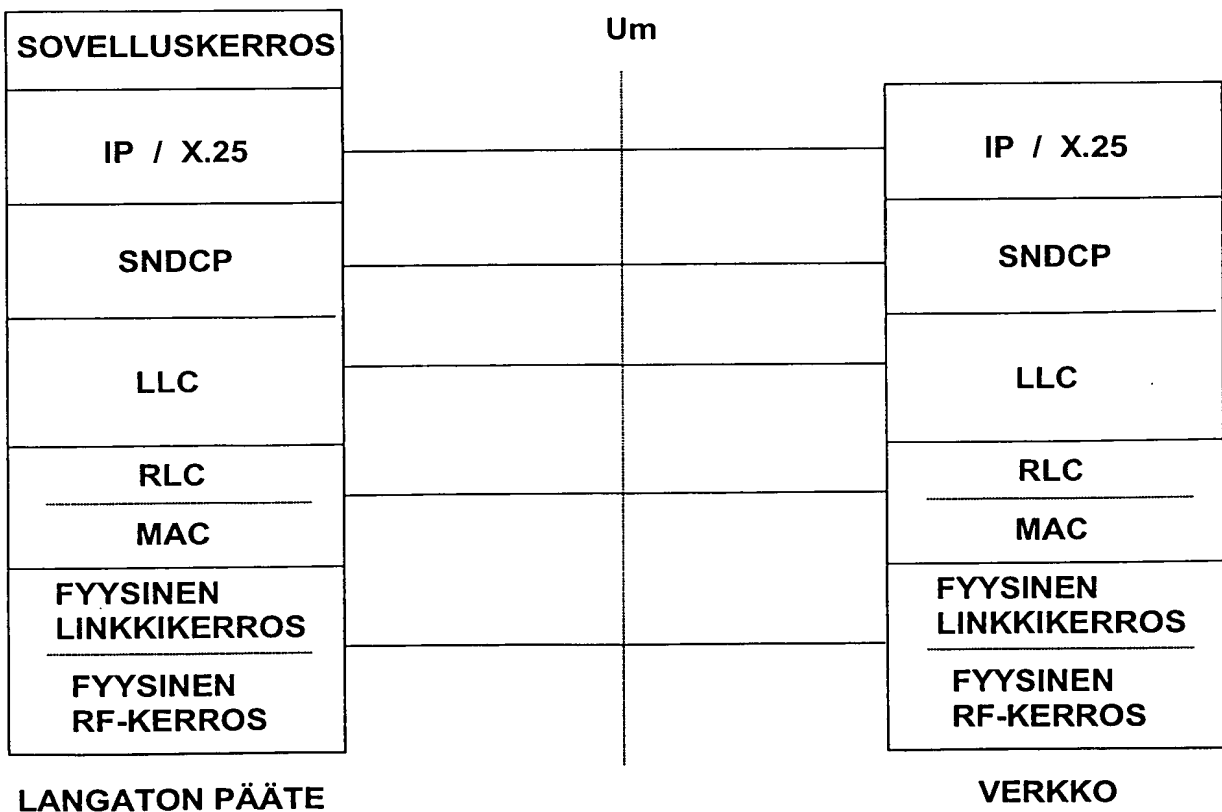 SOVELLUSKERROS
IP / X.25
SNDCP
LLC
RLC
MAC
FYYSINEN
LINKKIKERROS
FYYSINEN
RF-KERROS
LANGATON PÄÄTE
Um
IP / X.25
SNDCP
LLC
RLC
MAC
FYYSINEN
LINKKIKERROS
FYYSINEN
RF-KERROS
VERKKO